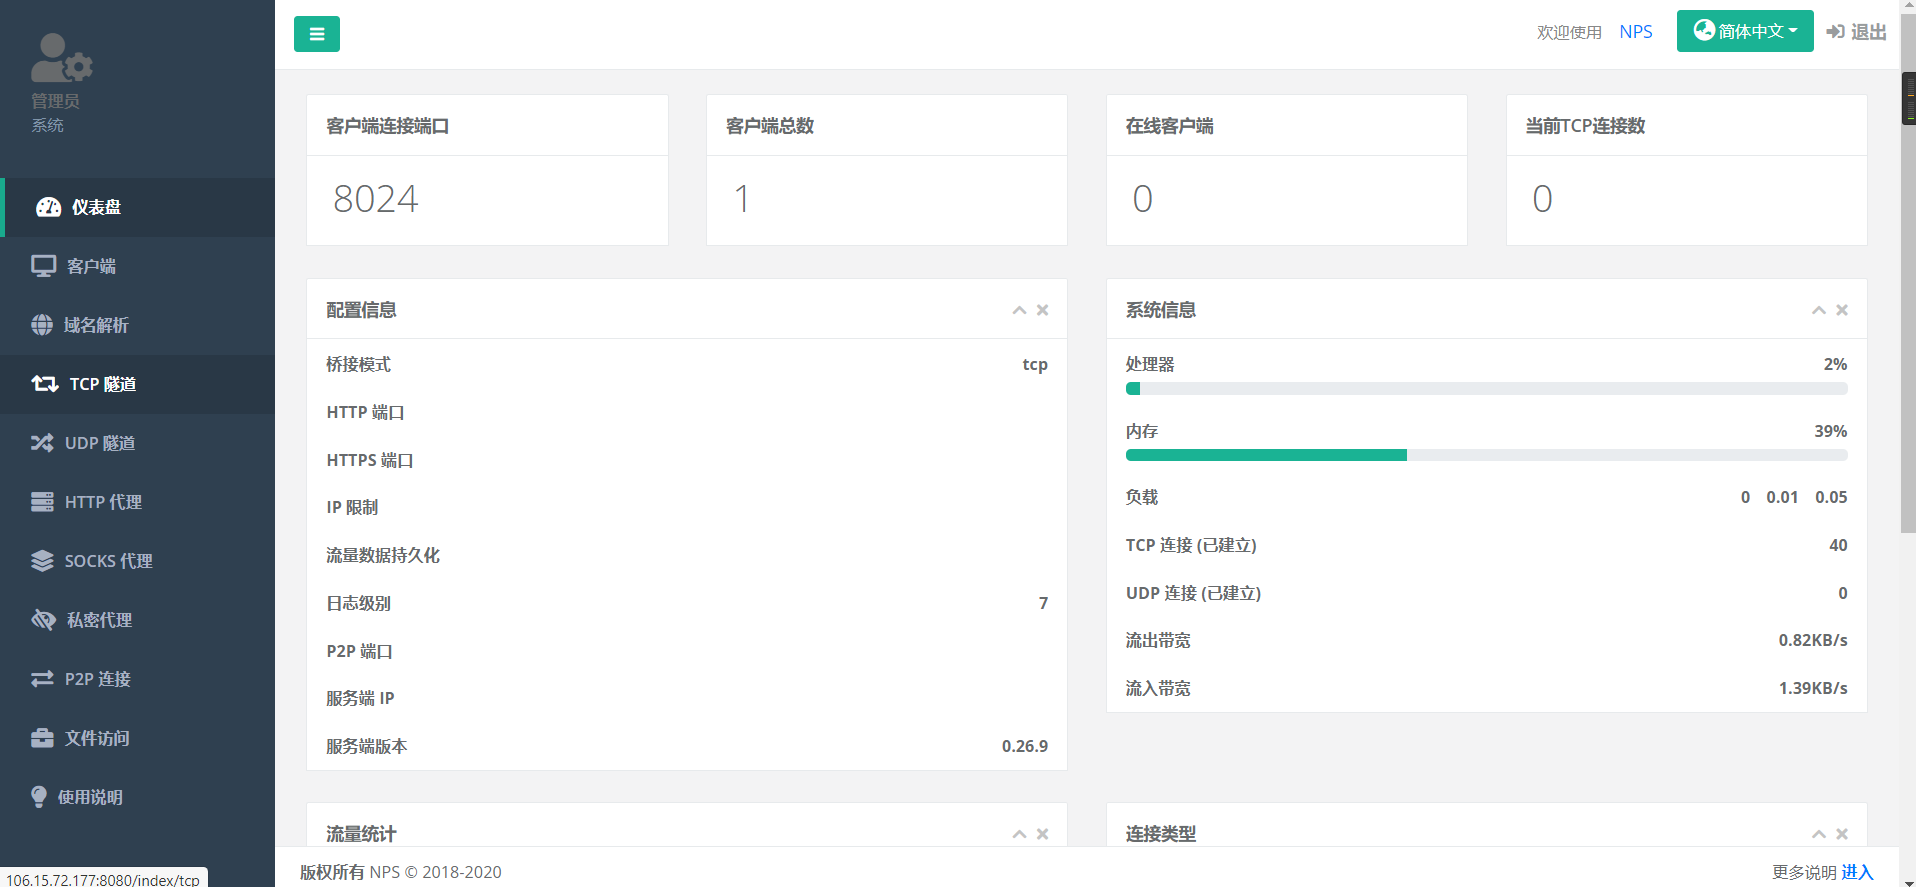 管理员
系统
仪表盘
客户端
域名解析
TCP 隧道
UDP 隧道
HTTP 代理
SOCKS 代理
私密代理
P2P 连接
文件访问
使用说明
106.15.72.177:8080/index/tcp
欢迎使用 NPS 简体中文 退出
客户端连接端口
8024
客户端总数
1
在线客户端
0
当前TCP连接数
0
配置信息
桥接模式 tcp
HTTP 端口
HTTPS 端口
IP 限制
流量数据持久化
日志级别 7
P2P 端口
服务端 IP
服务端版本 0.26.9
系统信息
处理器 2%
内存 39%
负载 0 0.01 0.05
TCP 连接 (已建立) 40
UDP 连接 (已建立) 0
流出带宽 0.82KB/s
流入带宽 1.39KB/s
流量统计
连接类型
版权所有 NPS © 2018-2020
更多说明 进入